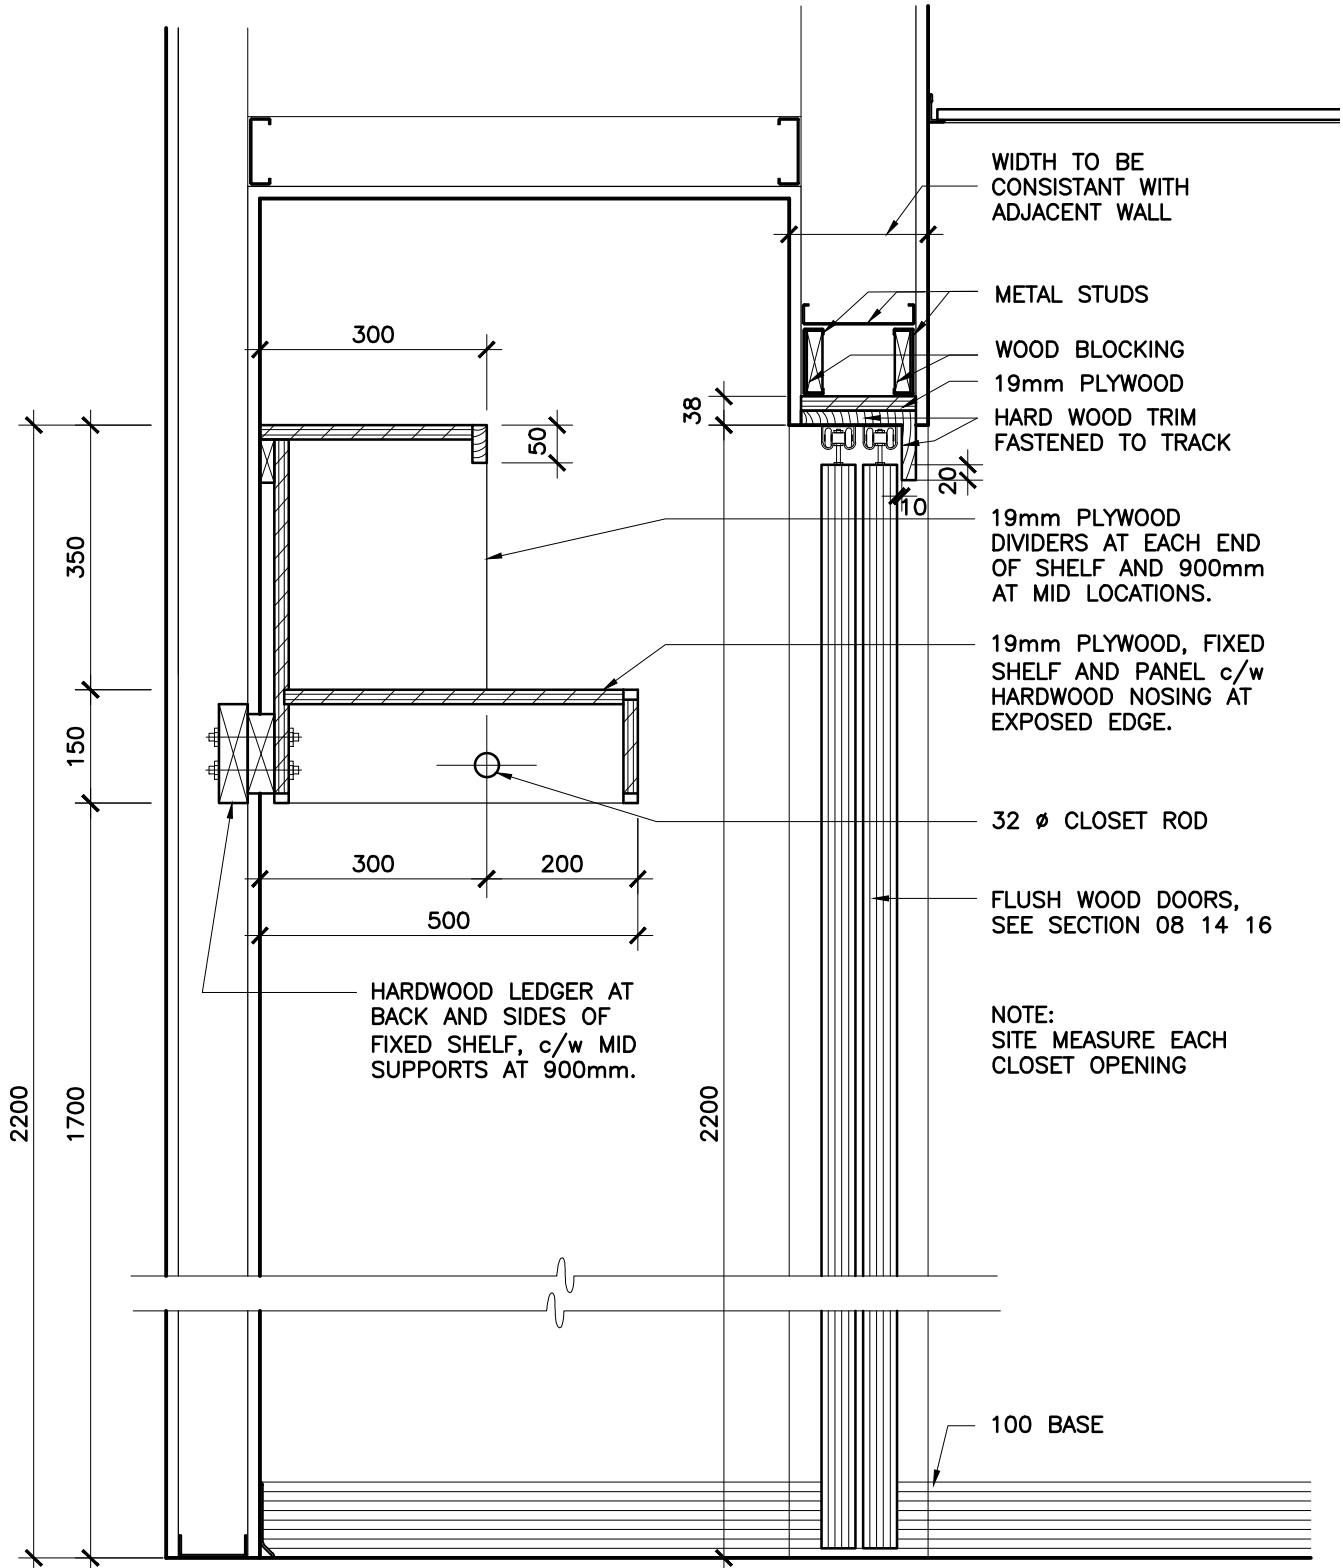 WIDTH TO BE
CONSISTANT WITH
ADJACENT WALL
METAL STUDS
300
WOOD BLOCKING
19mm PLYWOOD
38
HARD WOOD TRIM
FASTENED TO TRACK
50
20
10
19mm PLYWOOD
DIVIDERS AT EACH END
OF SHELF AND 900mm
AT MID LOCATIONS.
350
19mm PLYWOOD, FIXED
SHELF AND PANEL c/w
HARDWOOD NOSING AT
EXPOSED EDGE.
150
32 ø CLOSET ROD
300
200
FLUSH WOOD DOORS,
SEE SECTION 08 14 16
500
HARDWOOD LEDGER AT
BACK AND SIDES OF
FIXED SHELF, c/w MID
SUPPORTS AT 900mm.
NOTE:
SITE MEASURE EACH
CLOSET OPENING
2200
1700
2200
100 BASE